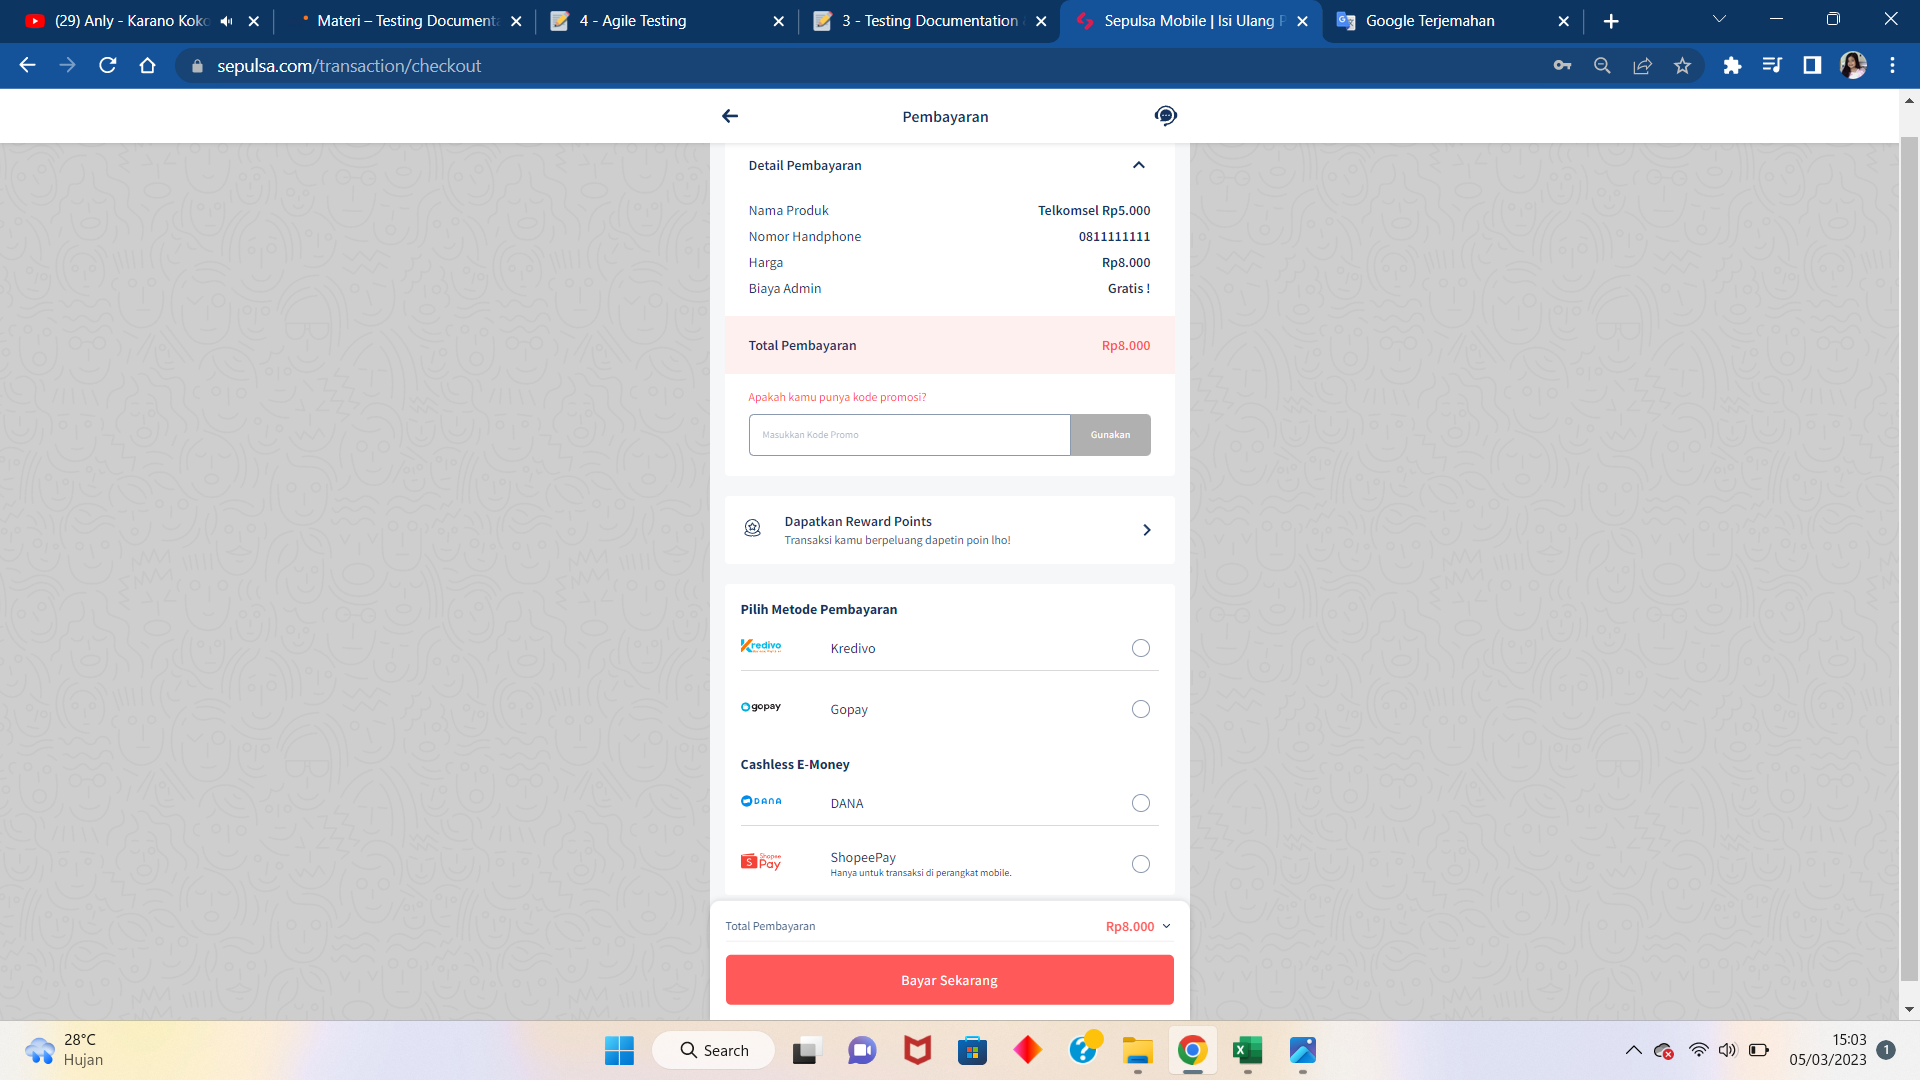 (29) Anly - Karano Koko
Materi – Testing Documenta
4 - Agile Testing
3 - Testing Documentation
Sepulsa Mobile | Isi Ulang P
Google Terjemahan
sepulsa.com/transaction/checkout
Pembayaran
Detail Pembayaran
Nama Produk Telkomsel Rp5.000
Nomor Handphone 0811111111
Harga Rp8.000
Biaya Admin Gratis !
Total Pembayaran Rp8.000
Apakah kamu punya kode promosi?
Masukkan Kode Promo Gunakan
Dapatkan Reward Points
Transaksi kamu berpeluang dapetin poin lho!
Pilih Metode Pembayaran
Kredivo Kredivo
gopay Gopay
Cashless E-Money
DANA DANA
Shopee Pay ShopeePay
Hanya untuk transaksi di perangkat mobile.
Total Pembayaran Rp8.000
Bayar Sekarang
28°C
Hujan
Search
15:03
05/03/2023
1